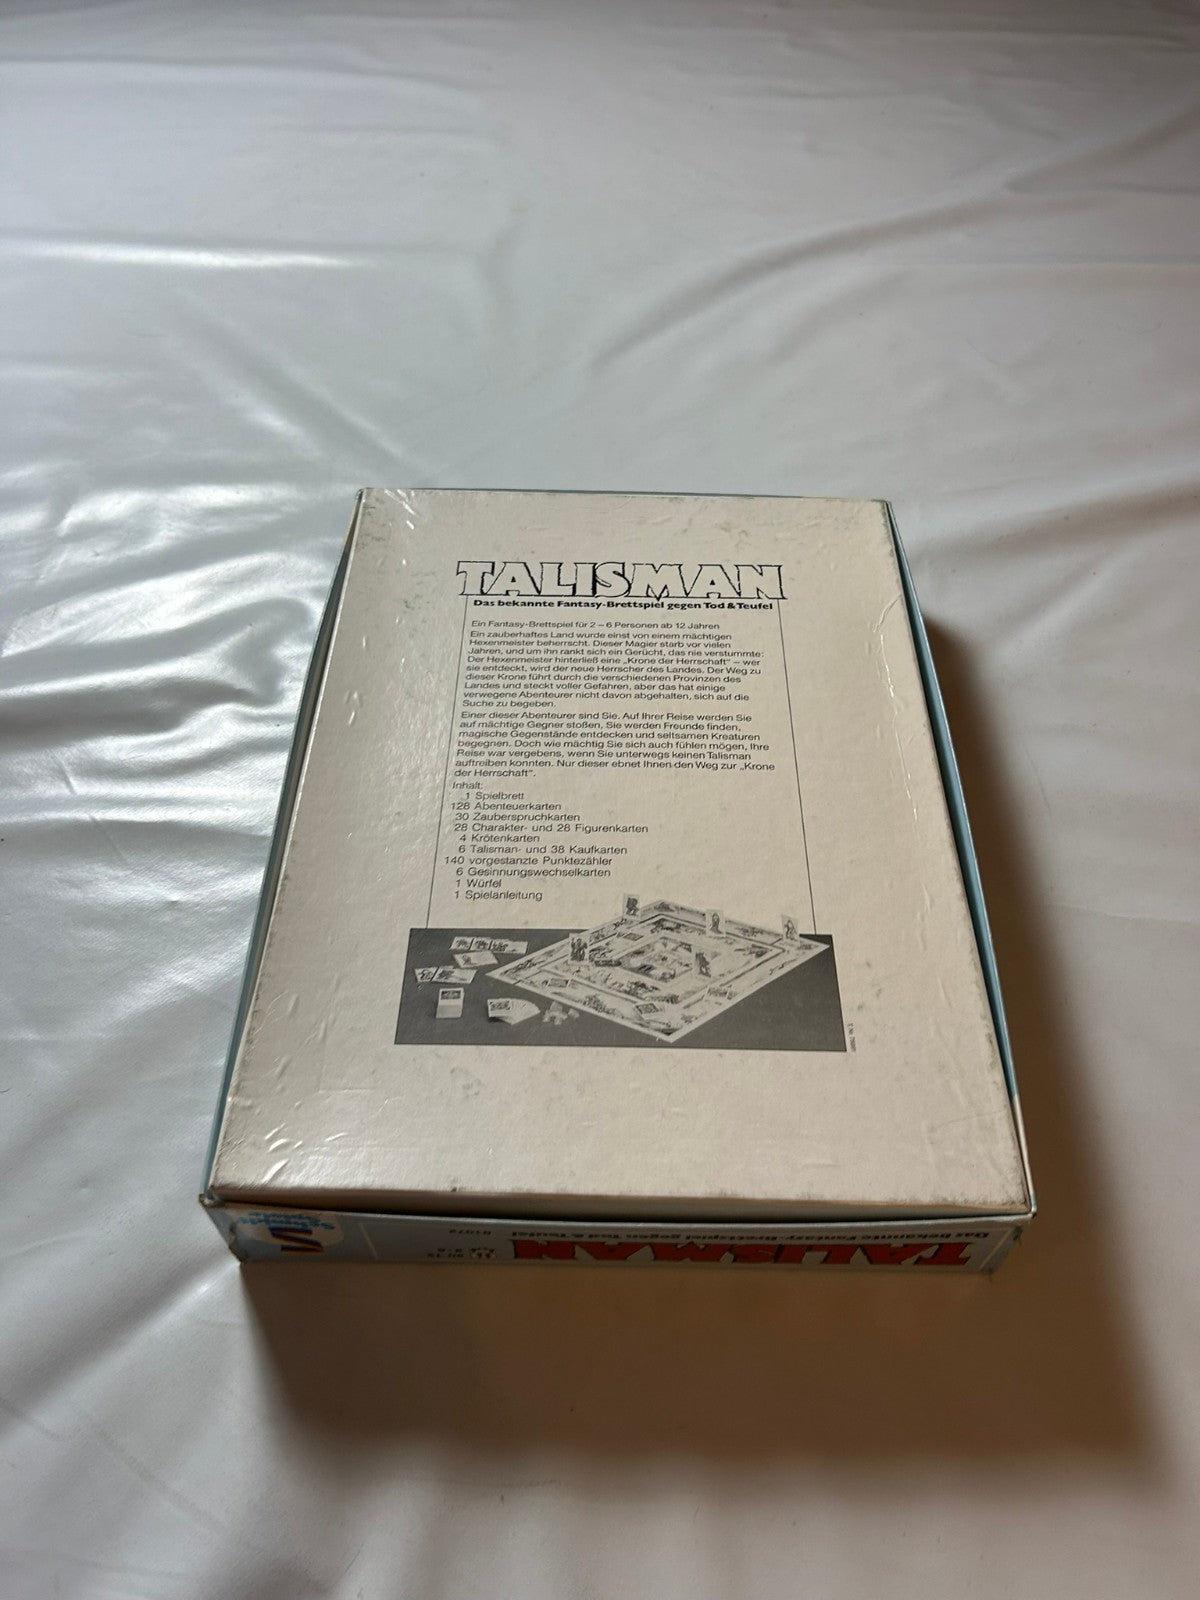 TALISMAN
Das bekannte Fantasy-Brettspiel gegen Tod & Teufel
Ein Fantasy-Brettspiel für 2 – 6 Personen ab 12 Jahren
Ein zauberhaftes Land wurde einst von einem mächtigen
Hexenmeister beherrscht. Dieser Magier starb vor vielen
Jahren, und um ihn rankt sich ein Gerücht, das nie verstummte:
Der Hexenmeister hinterließ eine „Krone der Herrschaft“ – wer
sie entdeckt, wird der neue Herrscher des Landes. Der Weg zu
dieser Krone führt durch die verschiedenen Provinzen des
Landes und steckt voller Gefahren, aber das hat einige
verwegene Abenteurer nicht davon abgehalten, sich auf die
Suche zu begeben.
Einer dieser Abenteurer sind Sie. Auf Ihrer Reise werden Sie
auf mächtige Gegner stoßen, Sie werden Freunde finden,
magische Gegenstände entdecken und seltsamen Kreaturen
begegnen. Doch wie mächtig Sie sich auch fühlen mögen, Ihre
Reise war vergebens, wenn Sie unterwegs keinen Talisman
auftreiben konnten. Nur dieser ebnet Ihnen den Weg zur „Krone
der Herrschaft“.
Inhalt:
1 Spielbrett
128 Abenteuerkarten
30 Zauberspruchkarten
28 Charakter- und 28 Figurenkarten
4 Krötenkarten
6 Talisman- und 38 Kaufkarten
140 vorgestanzte Punktezähler
6 Gesinnungswechselkarten
1 Würfel
1 Spielanleitung
TALISMAN
Das bekannte Fantasy-Brettspiel gegen Tod & Teufel
2-6
Schmidt
Spiele